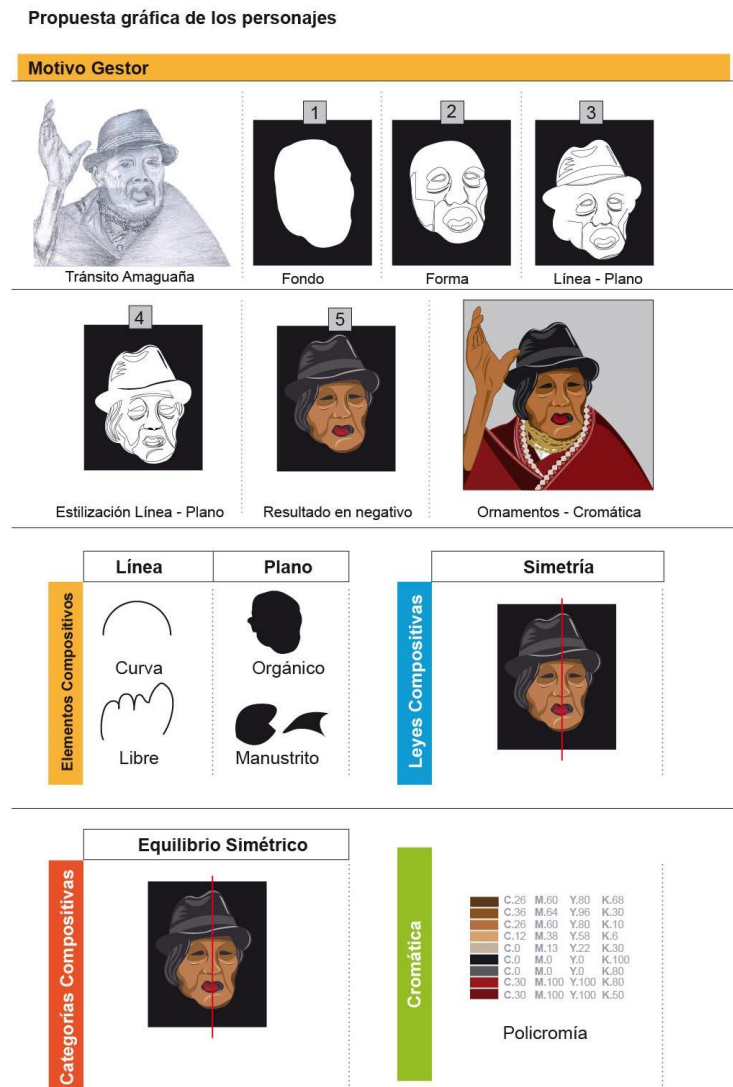 Propuesta gráfica de los personajes
Motivo Gestor
1
2
3
Tránsito Amaguaña
Fondo
Forma
Línea - Plano
4
5
Estilización Línea - Plano
Resultado en negativo
Ornamentos - Cromática
Elementos Compositivos
Línea
Plano
Curva
Orgánico
Libre
Manustrito
Leyes Compositivas
Simetría
Categorías Compositivas
Equilibrio Simétrico
Cromática
C.26 M.60 Y.80 K.68
C.36 M.64 Y.96 K.30
C.26 M.60 Y.80 K.10
C.12 M.38 Y.58 K.6
C.0 M.13 Y.22 K.30
C.0 M.0 Y.0 K.100
C.0 M.0 Y.0 K.80
C.30 M.100 Y.100 K.80
C.30 M.100 Y.100 K.50
Policromía